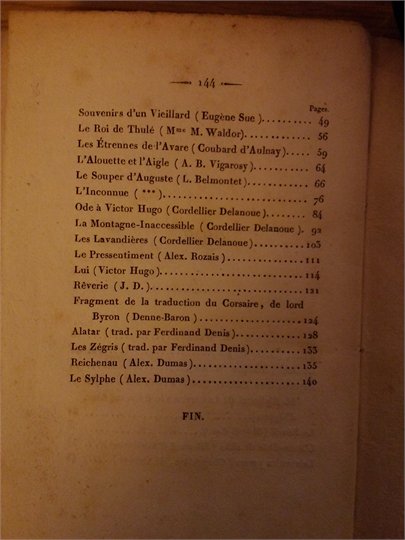 — 144 —
Pages.
Souvenirs d'un Vieillard ( Eugène Sue ).......... 49
Le Roi de Thulé ( Mme M. Waldor).......... 56
Les Étrennes de l'Avare ( Coubard d'Aulnay)..... 59
L'Alouette et l'Aigle ( A. B. Vigarosy ).......... 64
Le Souper d'Auguste ( L. Belmontet ).......... 66
L'Inconnue ( *** ).......... 76
Ode à Victor Hugo ( Cordellier Delanoue ).......... 84
La Montagne-Inaccessible ( Cordellier Delanoue ). 92
Les Lavandières ( Cordellier Delanoue).......... 103
Le Pressentiment ( Alex. Rozais ).......... 111
Lui ( Victor Hugo ).......... 114
Rêverie ( J. D. ).......... 121
Fragment de la traduction du Corsaire, de lord
Byron ( Denne-Baron ).......... 124
Alatar ( trad. par Ferdinand Denis).......... 128
Les Zégris ( trad. par Ferdinand Denis).......... 133
Reichenau ( Alex. Dumas).......... 135
Le Sylphe ( Alex. Dumas).......... 140
FIN.